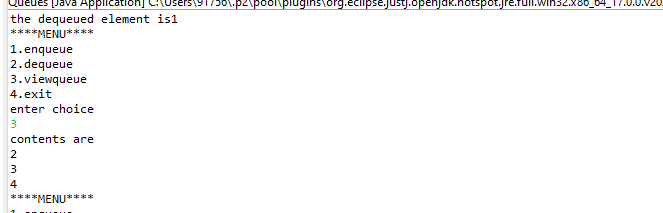 Queues [Java Application] C:\Users\91756\.p2\pool\plugins\org.eclipse.justj.openjdk.hotspot.jre.full.win32.x86_64_17.0.0.v20
the dequeued element is1
****MENU****
1.enqueue
2.dequeue
3.viewqueue
4.exit
enter choice
3
contents are
2
3
4
****MENU****
1.enqueue